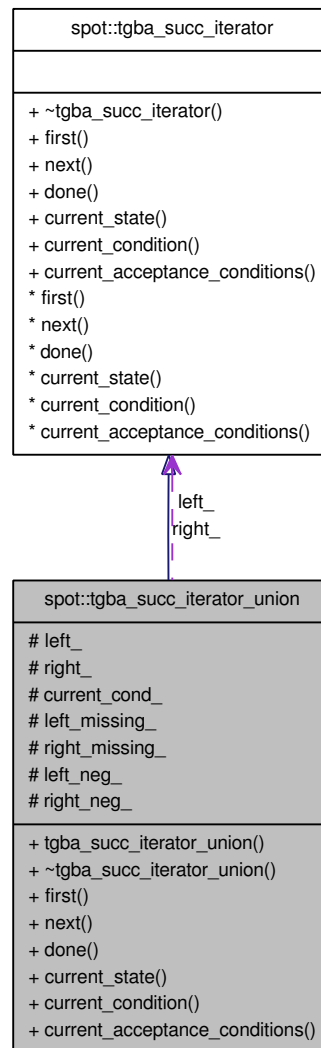 spot::tgba_succ_iterator
+ ~tgba_succ_iterator()
+ first()
+ next()
+ done()
+ current_state()
+ current_condition()
+ current_acceptance_conditions()
* first()
* next()
* done()
* current_state()
* current_condition()
* current_acceptance_conditions()
left_
right_
spot::tgba_succ_iterator_union
# left_
# right_
# current_cond_
# left_missing_
# right_missing_
# left_neg_
# right_neg_
+ tgba_succ_iterator_union()
+ ~tgba_succ_iterator_union()
+ first()
+ next()
+ done()
+ current_state()
+ current_condition()
+ current_acceptance_conditions()